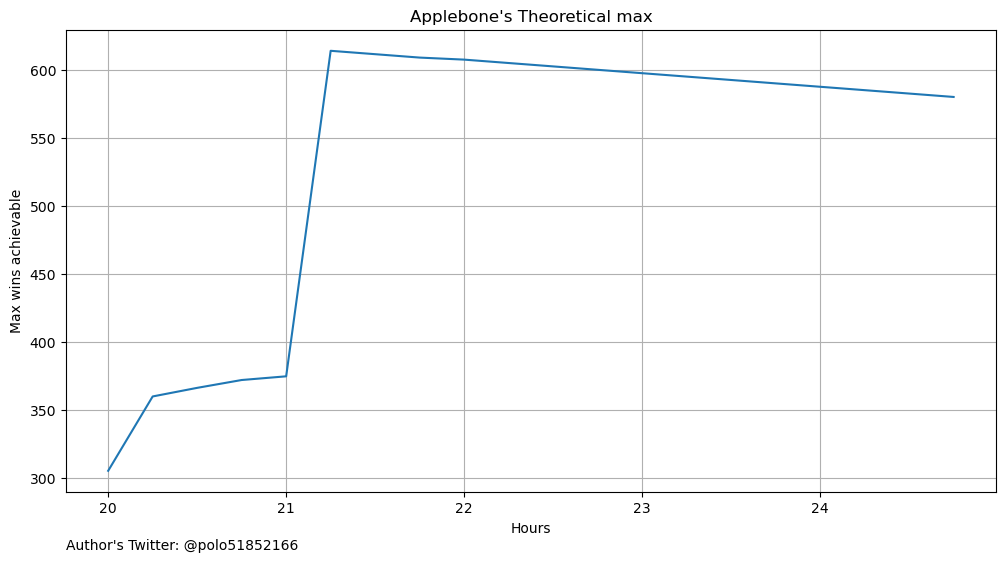 Applebone's Theoretical max
Max wins achievable
600
550
500
450
400
350
300
20 21 22 23 24
Hours
Author's Twitter: @polo51852166